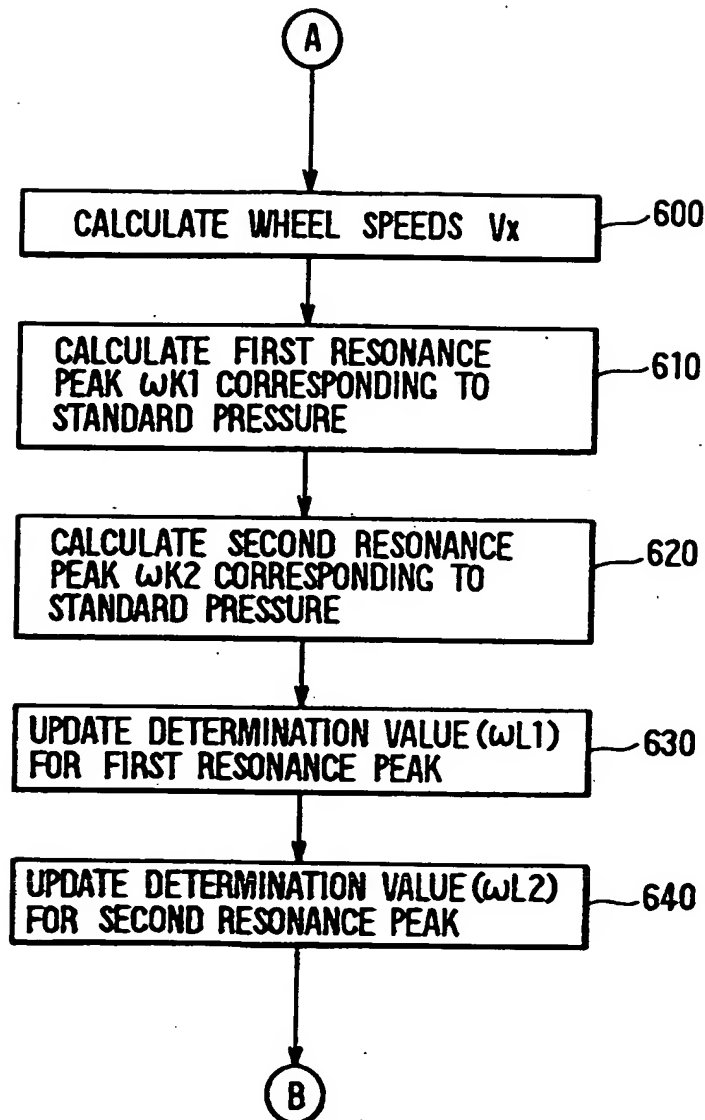 A
CALCULATE WHEEL SPEEDS Vx
600
CALCULATE FIRST RESONANCE
PEAK ωK1 CORRESPONDING TO
STANDARD PRESSURE
610
CALCULATE SECOND RESONANCE
PEAK ωK2 CORRESPONDING TO
STANDARD PRESSURE
620
UPDATE DETERMINATION VALUE (ωL1)
FOR FIRST RESONANCE PEAK
630
UPDATE DETERMINATION VALUE (ωL2)
FOR SECOND RESONANCE PEAK
640
B